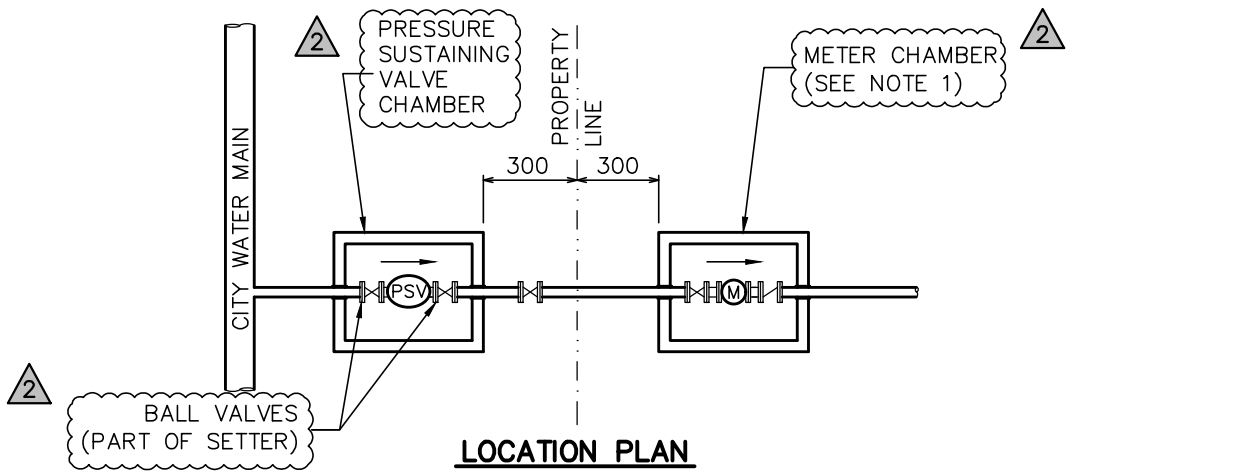 2
PRESSURE
SUSTAINING
VALVE
CHAMBER
PROPERTY
LINE
2
METER CHAMBER
(SEE NOTE 1)
300
300
CITY WATER MAIN
PSV
M
2
BALL VALVES
(PART OF SETTER)
LOCATION PLAN